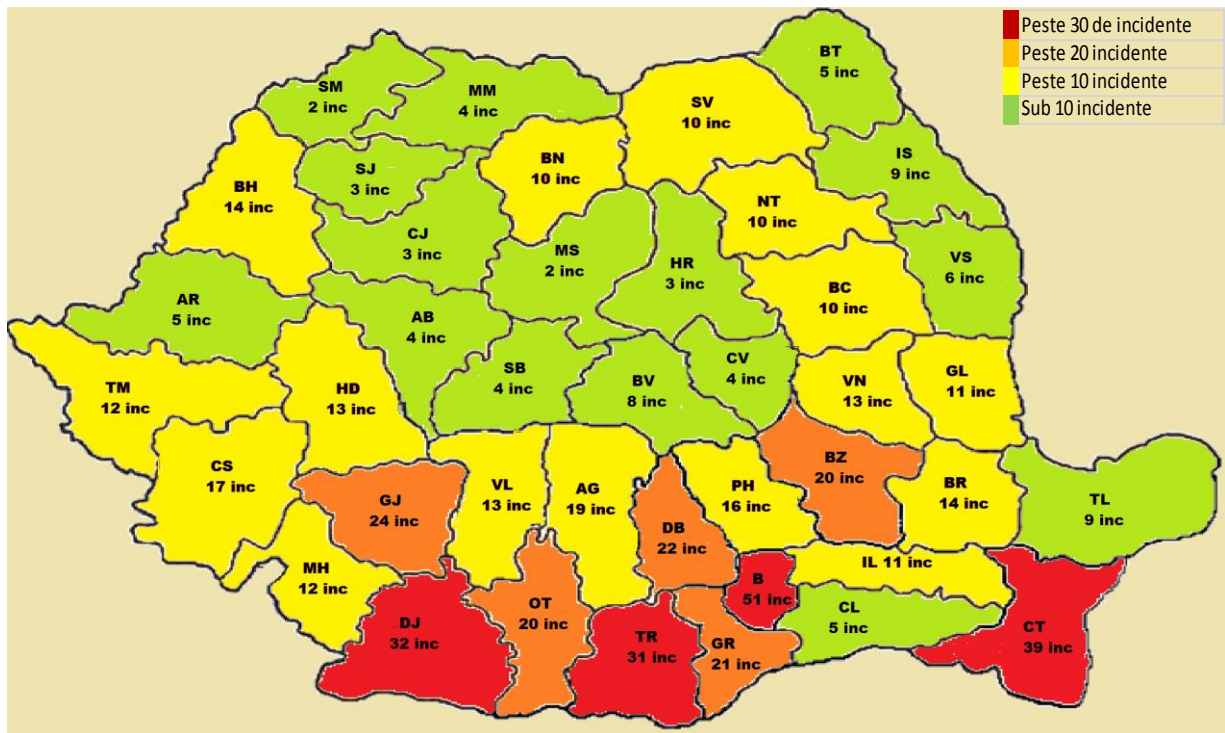 Peste 30 de incidente
Peste 20 incidente
Peste 10 incidente
Sub 10 incidente
BT
5 inc
SM
2 inc
MM
4 inc
SV
10 inc
IS
9 inc
BN
10 inc
SJ
3 inc
BH
14 inc
NT
10 inc
CJ
3 inc
MS
2 inc
HR
3 inc
VS
6 inc
BC
10 inc
AR
5 inc
AB
4 inc
SB
4 inc
BV
8 inc
CV
4 inc
VN
13 inc
GL
11 inc
TM
12 inc
HD
13 inc
CS
17 inc
GJ
24 inc
VL
13 inc
AG
19 inc
DB
22 inc
PH
16 inc
BZ
20 inc
BR
14 inc
TL
9 inc
MH
12 inc
IL 11 inc
B
51 inc
CL
5 inc
DJ
32 inc
OT
20 inc
TR
31 inc
GR
21 inc
CT
39 inc